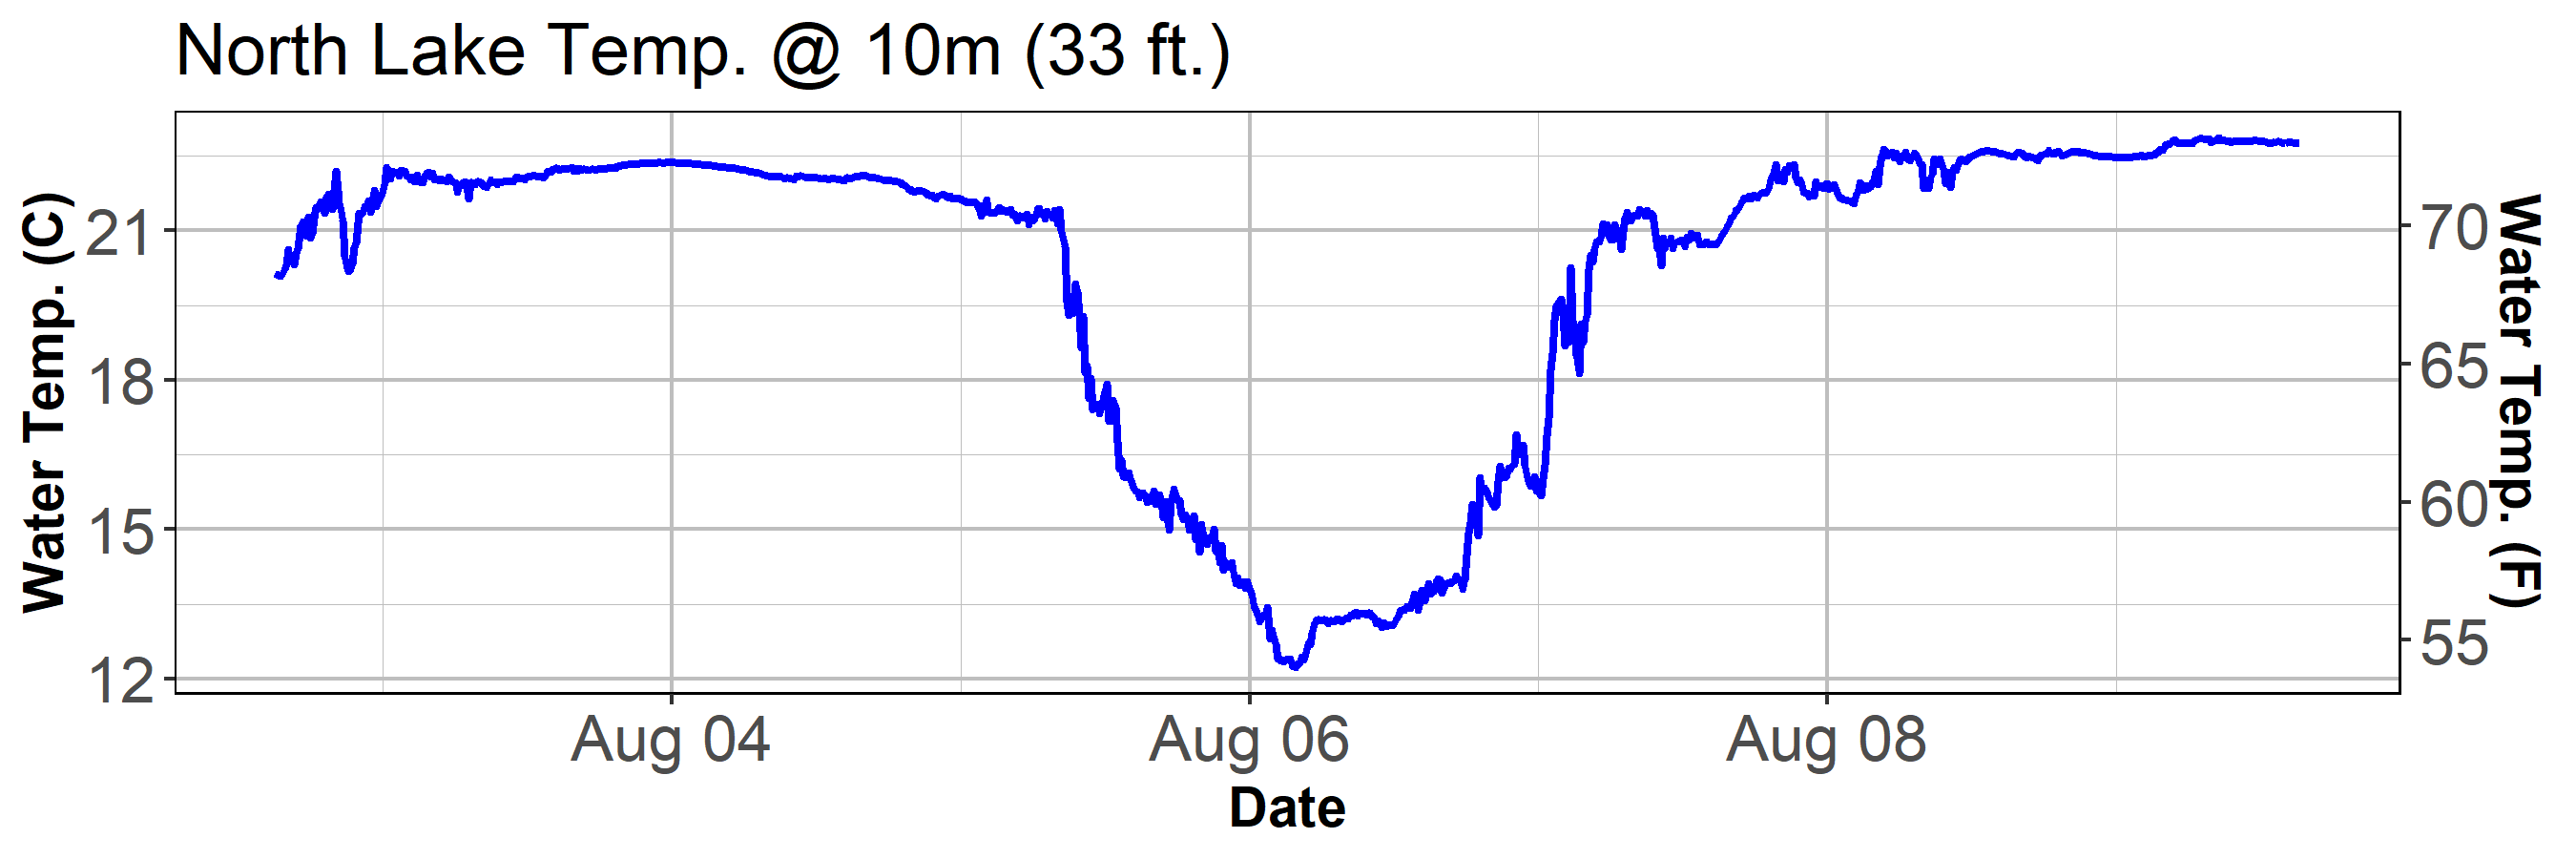 North Lake Temp. @ 10m (33 ft.)
Water Temp. (C)
21
18
15
12
70
65
60
55
Water Temp. (F)
Aug 04
Aug 06
Aug 08
Date